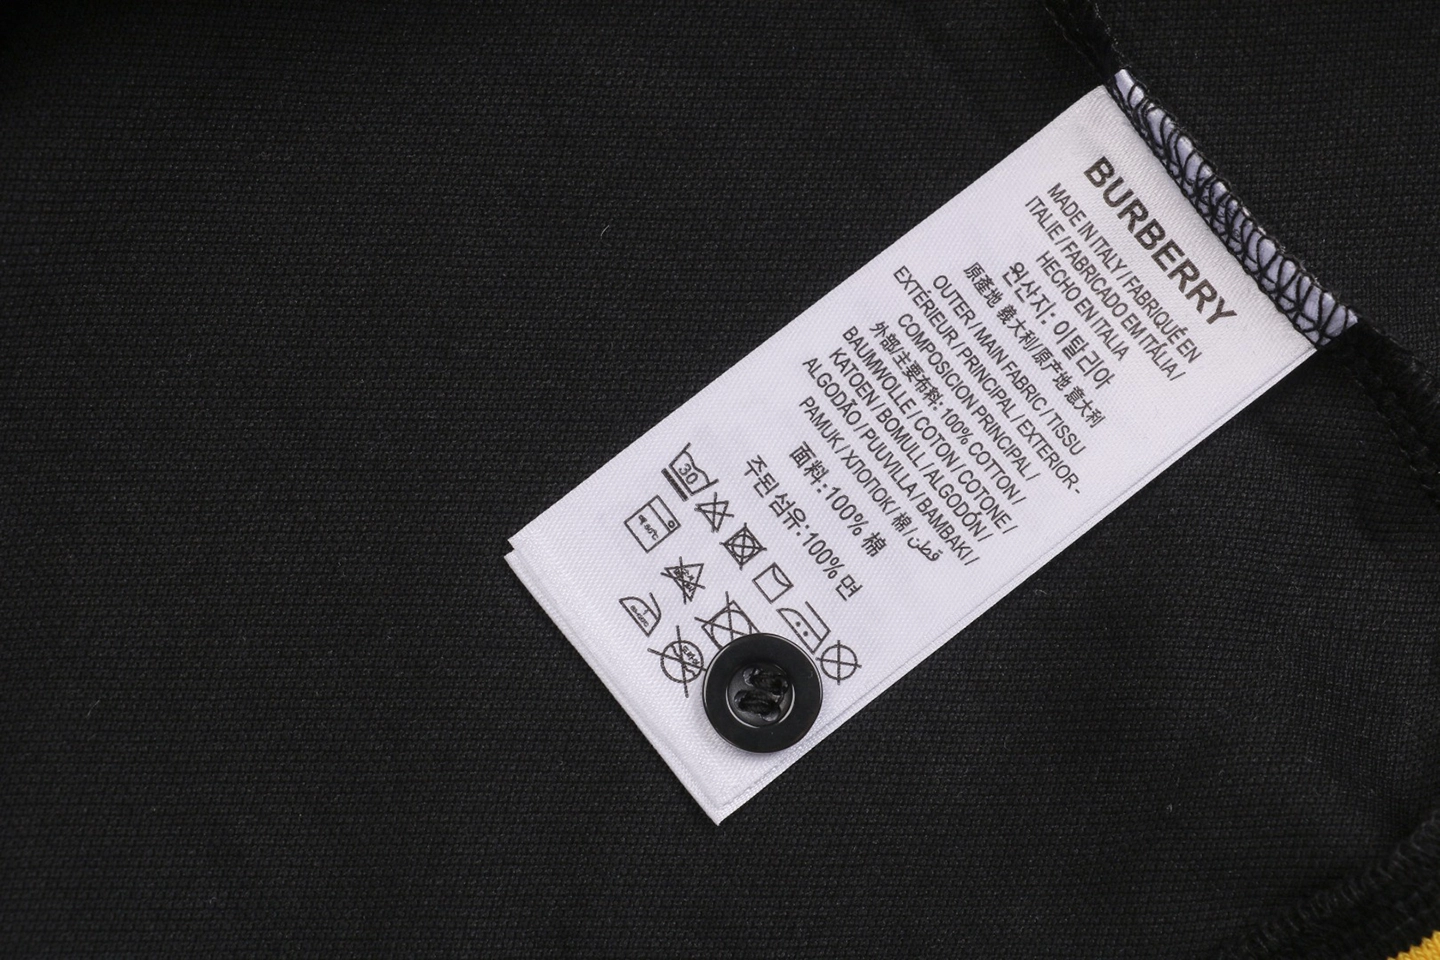 BURBERRY
MADE IN ITALY / FABRIQUÉ EN
ITALIE / FABRICADO EM ITÁLIA /
HECHO EN ITALIA
원산지: 이탈리아
原產地 義大利/原产地 意大利
OUTER / MAIN FABRIC / TISSU
EXTÉRIEUR / PRINCIPAL / EXTERIOR -
COMPOSICION PRINCIPAL /
外部/主要布料: 100% COTTON /
BAUMWOLLE / COTON / COTONE /
KATOEN / BOMULL / ALGODÓN /
ALGODÃO / PUUVILLA / BAMBAKI /
PAMUK / ХЛОПОК / 棉 / قطن
面料:100% 棉
주된 섬유: 100% 면
30